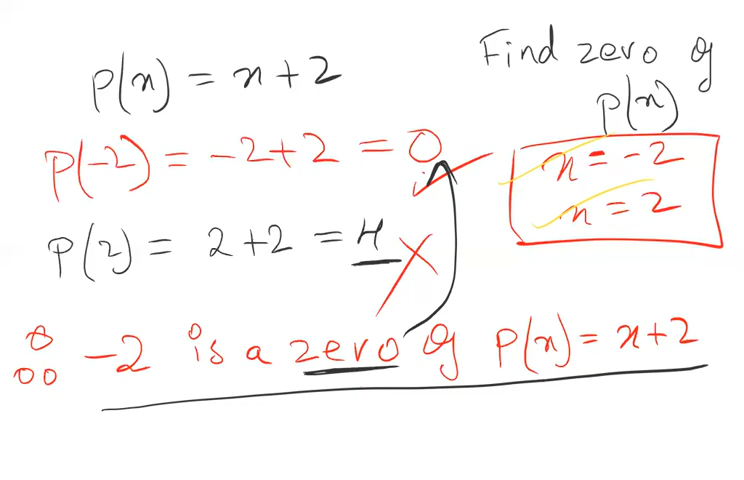 Find zero of
p(x)
p(x) = x+2
p(-2) = -2+2 = 0
x = -2
x = 2
p(2) = 2+2 = 4
∴ -2 is a zero of p(x) = x+2